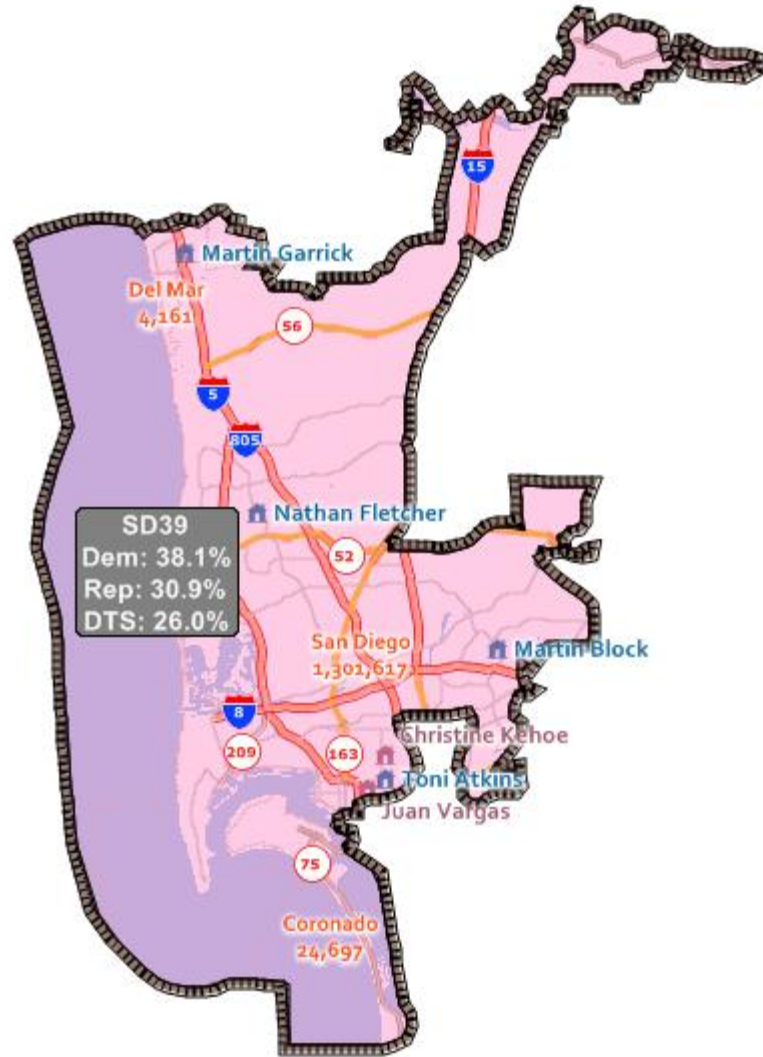 15
Martin Garrick
Del Mar
4,161
56
5
805
Nathan Fletcher
SD39
Dem: 38.1%
Rep: 30.9%
DTS: 26.0%
52
San Diego
1,301,617
Martin Block
8
Christine Kehoe
209
163
Toni Atkins
Juan Vargas
75
Coronado
24,697